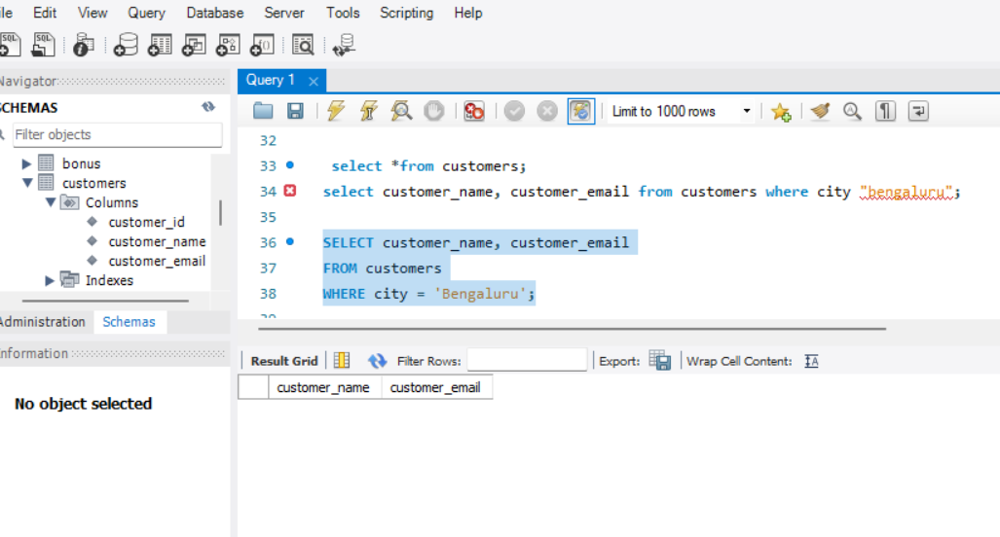 ile Edit View Query Database Server Tools Scripting Help
SQL SQL
Navigator
SCHEMAS
Filter objects
bonus
customers
Columns
customer_id
customer_name
customer_email
Indexes
Administration Schemas
Information
No object selected
Query 1
Limit to 1000 rows
32
33 select *from customers;
34 select customer_name, customer_email from customers where city "bengaluru";
35
36 SELECT customer_name, customer_email
37 FROM customers
38 WHERE city = 'Bengaluru';
Result Grid Filter Rows: Export: Wrap Cell Content: IA
customer_name customer_email